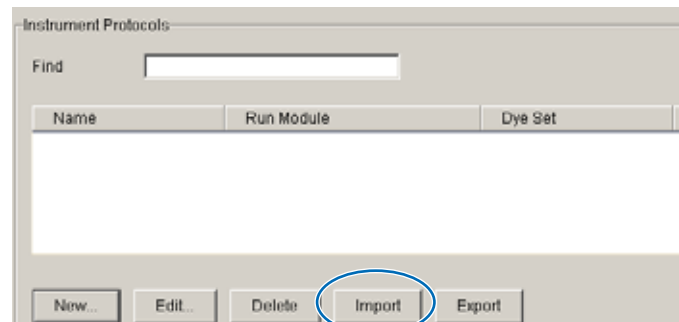 Instrument Protocols
Find
Name Run Module Dye Set
New... Edit... Delete Import Export